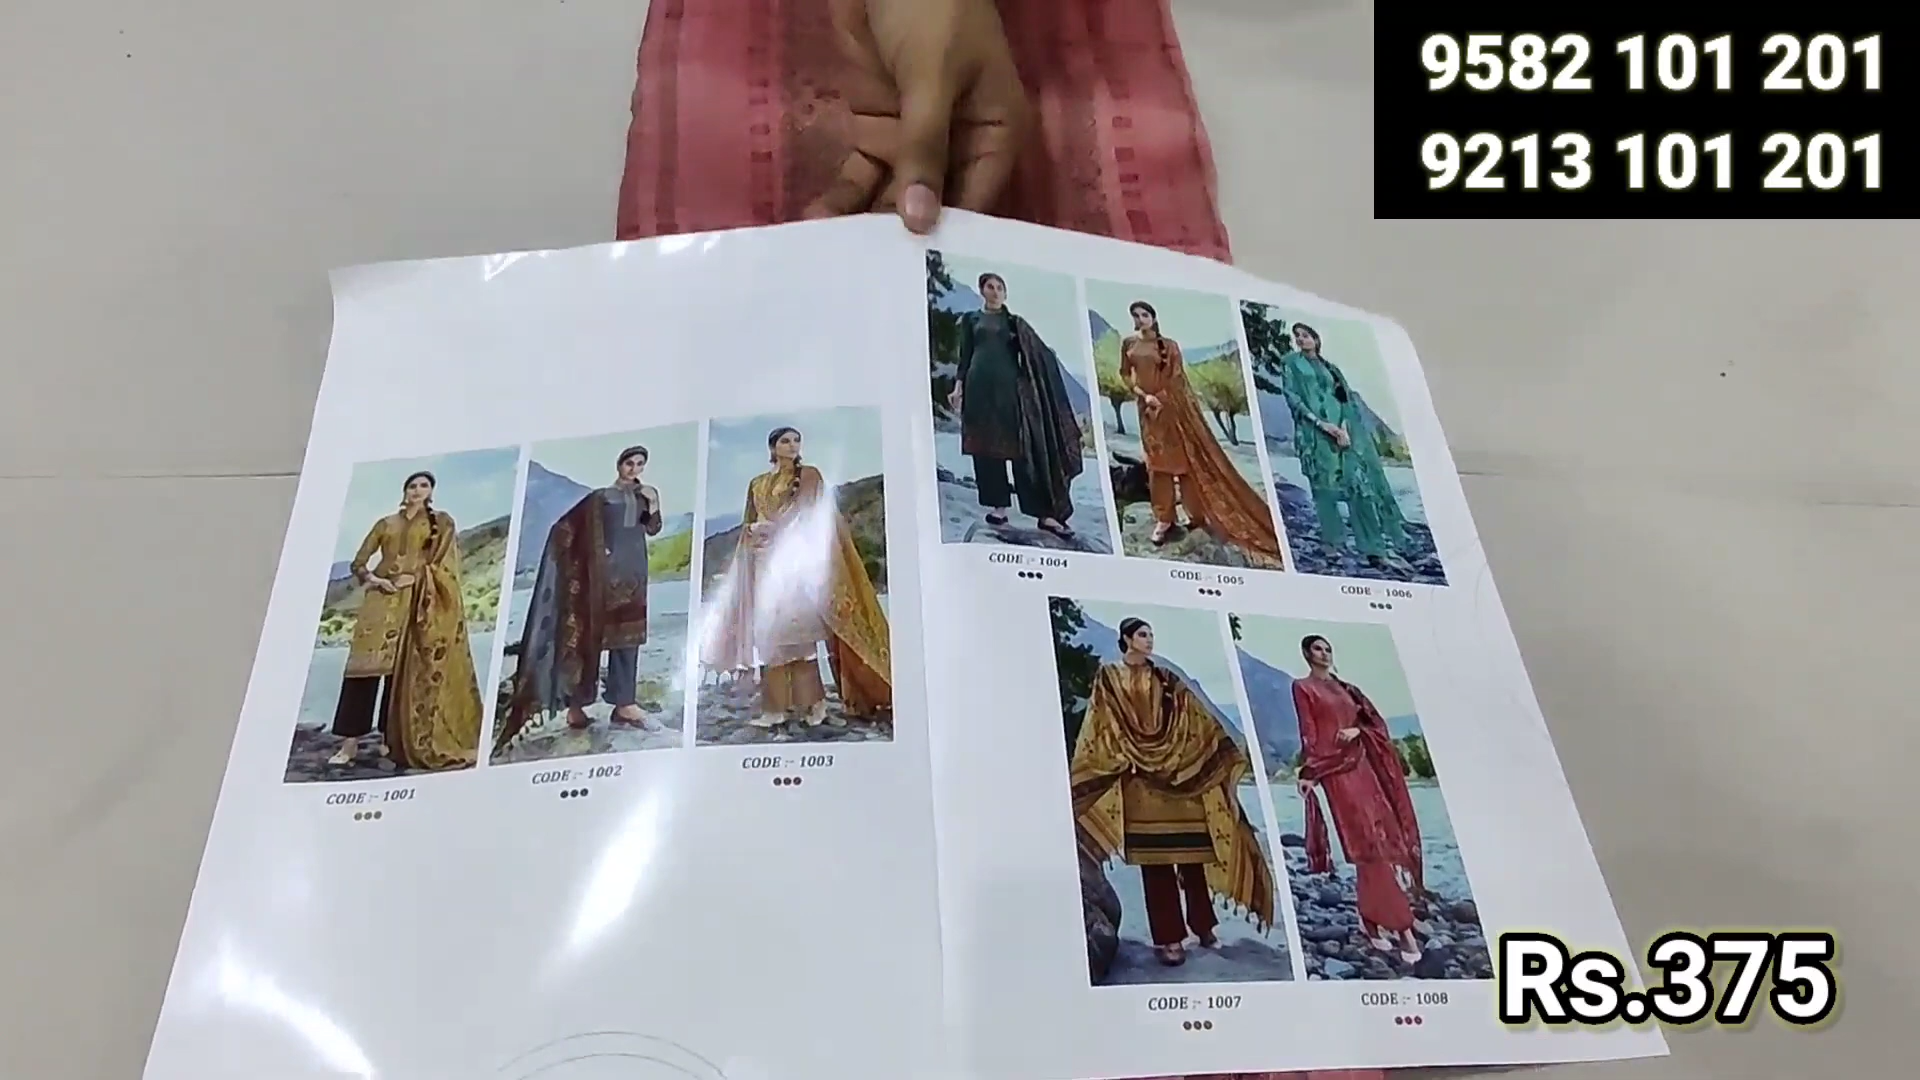 9582 101 201
9213 101 201
CODE :- 1004
CODE :- 1005
CODE :- 1006
CODE :- 1001
CODE :- 1002
CODE :- 1003
CODE :- 1007
CODE :- 1008
Rs.375